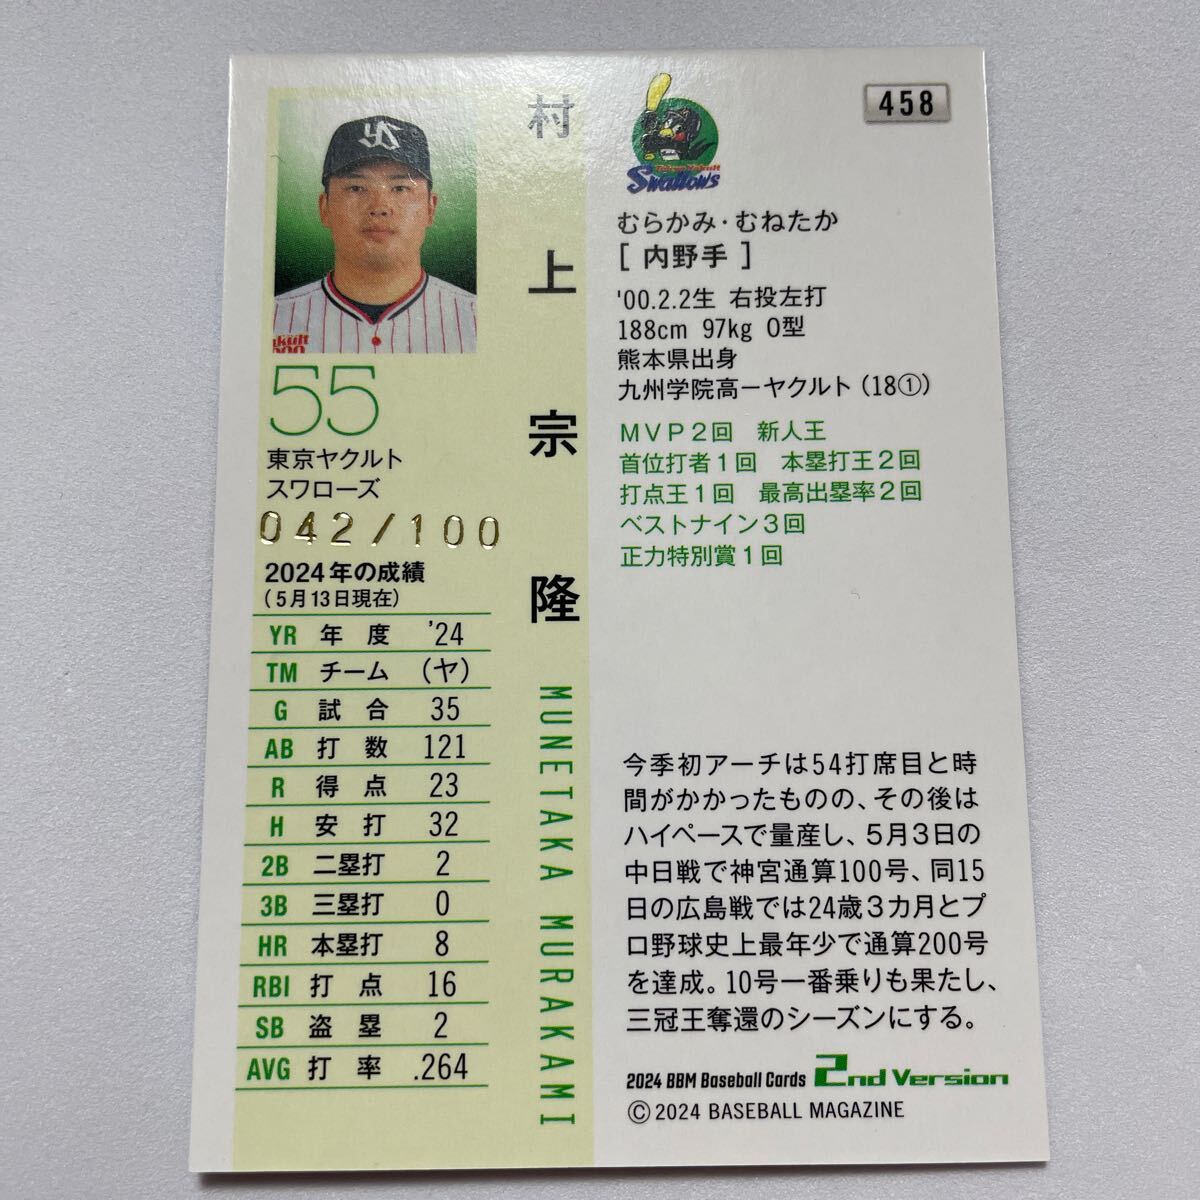 村上宗隆
MUNETAKA MURAKAMI
55
東京ヤクルト
スワローズ
042/100
2024年の成績
(5月13日現在)
YR 年度 '24
TM チーム (ヤ)
G 試合 35
AB 打数 121
R 得点 23
H 安打 32
2B 二塁打 2
3B 三塁打 0
HR 本塁打 8
RBI 打点 16
SB 盗塁 2
AVG 打率 .264
458
Tokyo Yakult
Swallows
むらかみ・むねたか
[ 内野手 ]
'00.2.2生 右投左打
188cm 97kg O型
熊本県出身
九州学院高ーヤクルト (18①)
MVP2回 新人王
首位打者1回 本塁打王2回
打点王1回 最高出塁率2回
ベストナイン3回
正力特別賞1回
今季初アーチは54打席目と時
間がかかったものの、その後は
ハイペースで量産し、5月3日の
中日戦で神宮通算100号、同15
日の広島戦では24歳3カ月とプ
ロ野球史上最年少で通算200号
を達成。10号一番乗りも果たし、
三冠王奪還のシーズンにする。
2024 BBM Baseball Cards 2nd Version
©2024 BASEBALL MAGAZINE